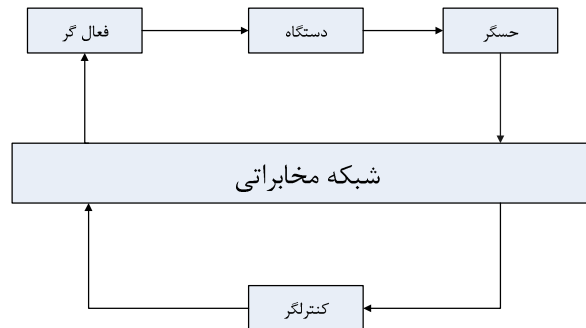 فعال گر
دستگاه
حسگر
شبکه مخابراتی
کنترلگر